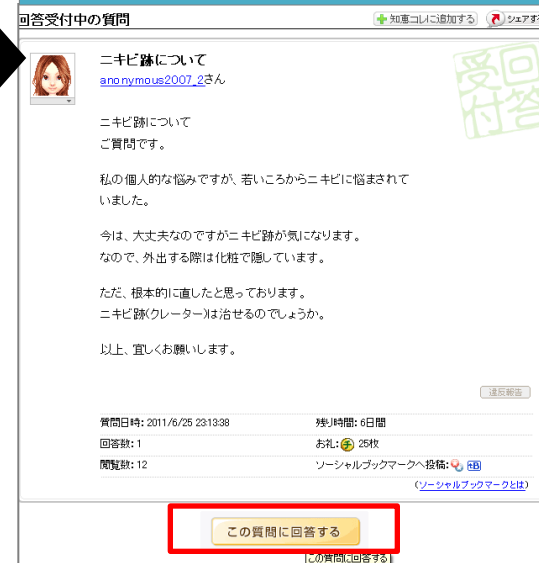 回答受付中の質問
知恵コレに追加する
シェアする
ニキビ跡について
anonymous2007_2さん
受回
付答
ニキビ跡について
ご質問です。
私の個人的な悩みですが、若いころからニキビに悩まされて
いました。
今は、大丈夫なのですがニキビ跡が気になります。
なので、外出する際は化粧で隠しています。
ただ、根本的に直したと思っております。
ニキビ跡(クレーター)は治せるのでしょうか。
以上、宜しくお願いします。
違反報告
質問日時: 2011/6/25 23:13:38
残り時間: 6日間
回答数: 1
お礼: 知 25枚
閲覧数: 12
ソーシャルブックマークへ投稿: +B
(ソーシャルブックマークとは)
この質問に回答する
この質問に回答する